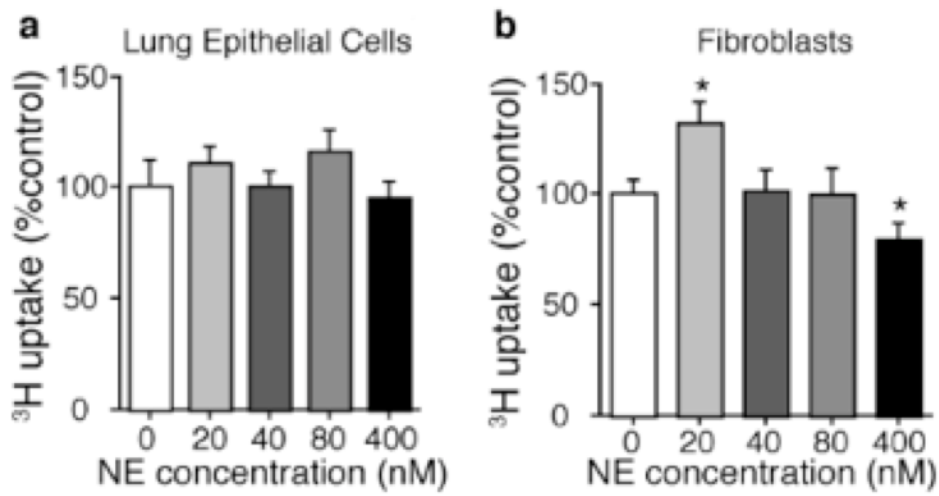 a
Lung Epithelial Cells
³H uptake (%control)
150
100
50
0
0 20 40 80 400
NE concentration (nM)
b
Fibroblasts
³H uptake (%control)
150
100
50
0
*
*
0 20 40 80 400
NE concentration (nM)